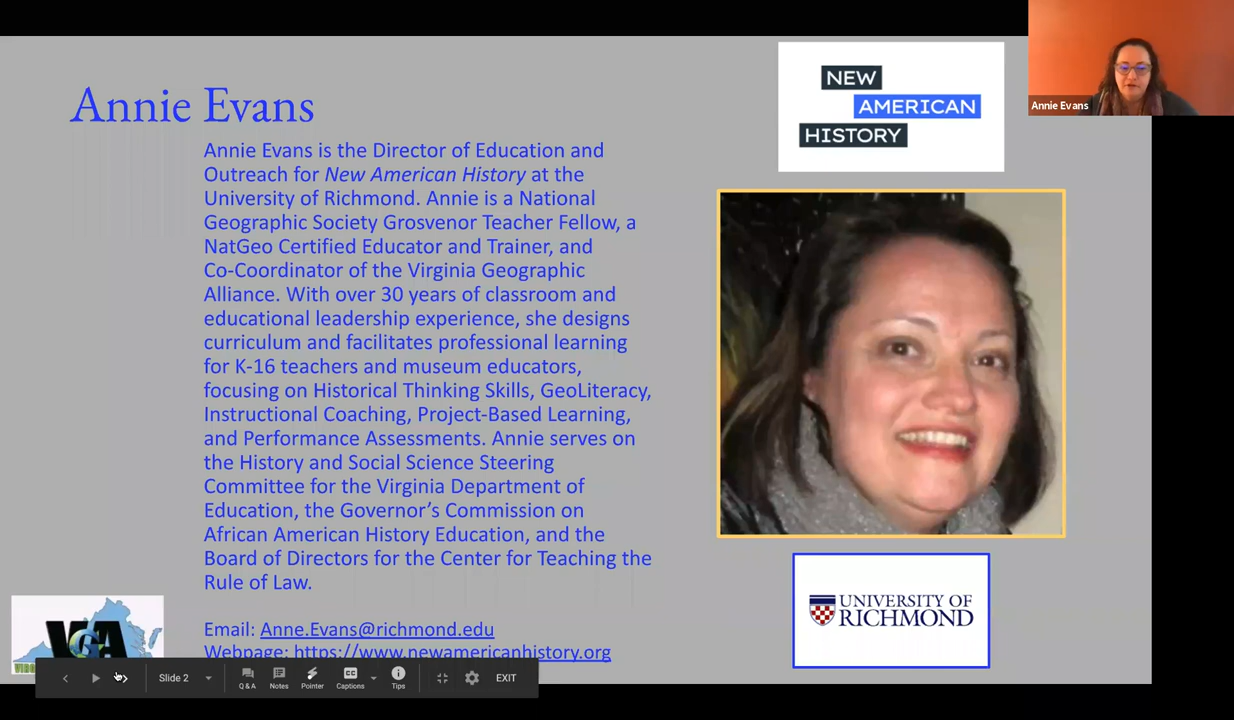 Annie Evans
Annie Evans is the Director of Education and
Outreach for New American History at the
University of Richmond. Annie is a National
Geographic Society Grosvenor Teacher Fellow, a
NatGeo Certified Educator and Trainer, and
Co-Coordinator of the Virginia Geographic
Alliance. With over 30 years of classroom and
educational leadership experience, she designs
curriculum and facilitates professional learning
for K-16 teachers and museum educators,
focusing on Historical Thinking Skills, GeoLiteracy,
Instructional Coaching, Project-Based Learning,
and Performance Assessments. Annie serves on
the History and Social Science Steering
Committee for the Virginia Department of
Education, the Governor’s Commission on
African American History Education, and the
Board of Directors for the Center for Teaching the
Rule of Law.
Email: Anne.Evans@richmond.edu
Webpage: https://www.newamericanhistory.org
NEW
AMERICAN
HISTORY
Annie Evans
UNIVERSITY OF
RICHMOND
VGA
Slide 2
Q & A
Notes
Pointer
Captions
Tips
EXIT